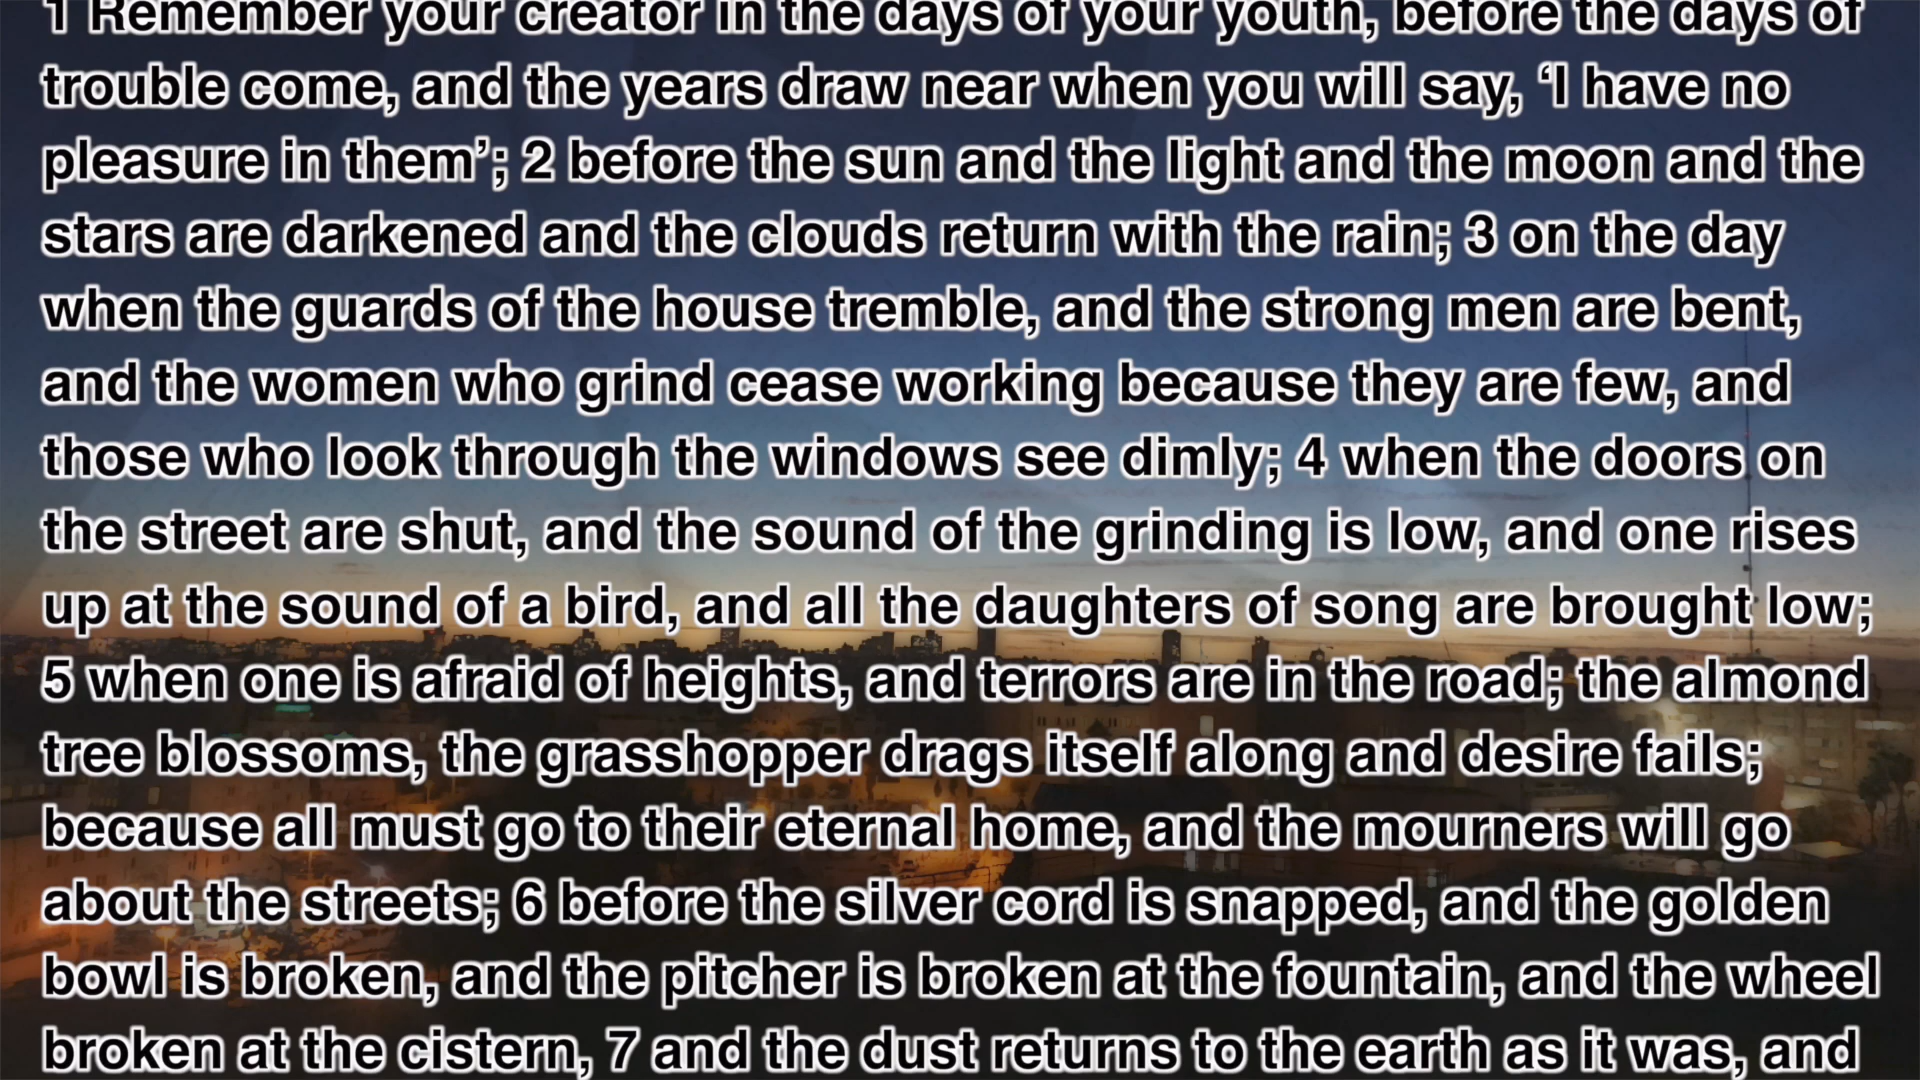 1 Remember your creator in the days of your youth, before the days of
trouble come, and the years draw near when you will say, ‘I have no
pleasure in them’; 2 before the sun and the light and the moon and the
stars are darkened and the clouds return with the rain; 3 on the day
when the guards of the house tremble, and the strong men are bent,
and the women who grind cease working because they are few, and
those who look through the windows see dimly; 4 when the doors on
the street are shut, and the sound of the grinding is low, and one rises
up at the sound of a bird, and all the daughters of song are brought low;
5 when one is afraid of heights, and terrors are in the road; the almond
tree blossoms, the grasshopper drags itself along and desire fails;
because all must go to their eternal home, and the mourners will go
about the streets; 6 before the silver cord is snapped, and the golden
bowl is broken, and the pitcher is broken at the fountain, and the wheel
broken at the cistern, 7 and the dust returns to the earth as it was, and